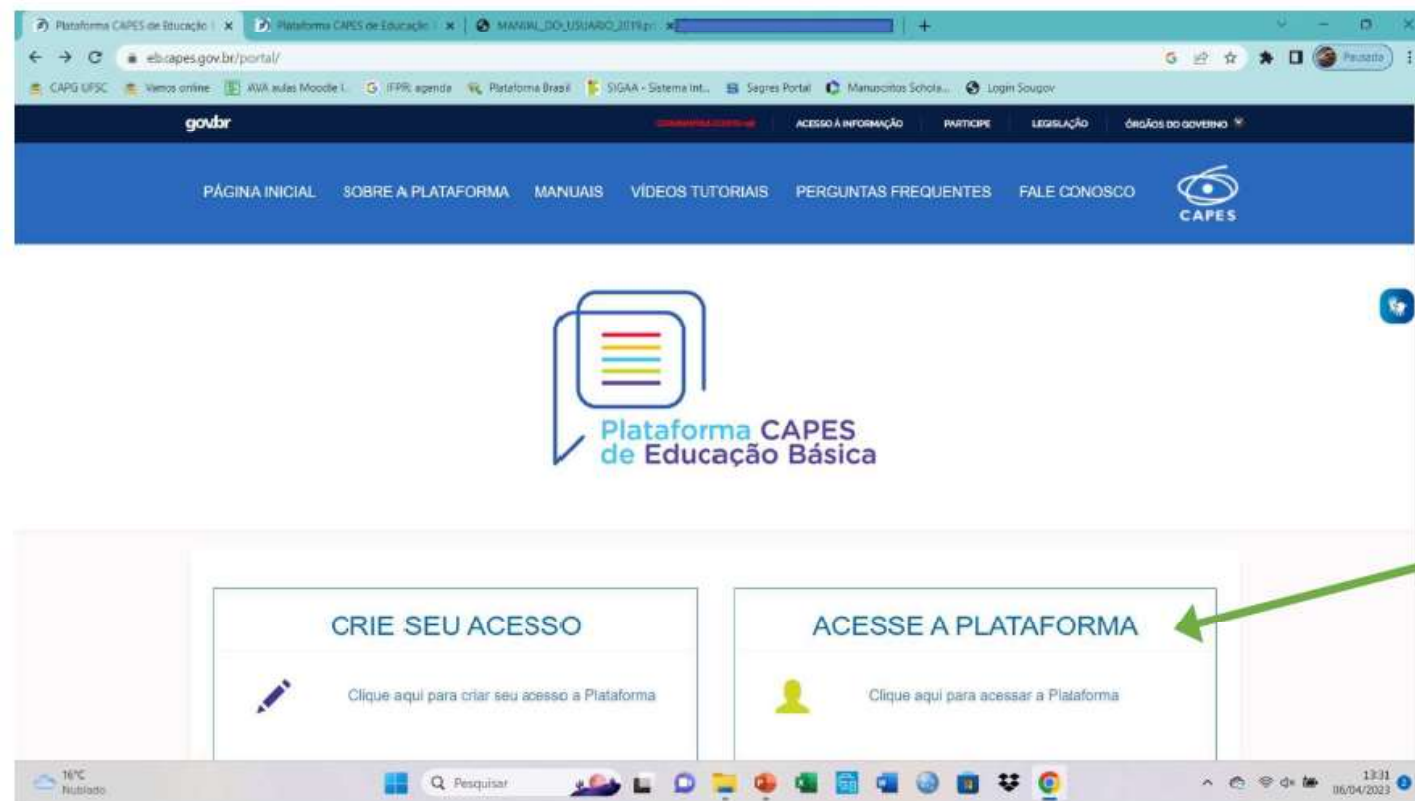 Plataforma CAPES de Educação
Plataforma CAPES de Educação
MANUAL_DO_USUARIO_2019.p
eb.capes.gov.br/portal/
Pausada
CAPG UFSC Vamos online AVA aulas Moodle I... IFPR agenda Plataforma Brasil SIGAA - Sistema Int... Sagres Portal Manuscritos Schola... Login Sougov
govbr ACESSO À INFORMAÇÃO PARTICIPE LEGISLAÇÃO ÓRGÃOS DO GOVERNO
PÁGINA INICIAL SOBRE A PLATAFORMA MANUAIS VÍDEOS TUTORIAIS PERGUNTAS FREQUENTES FALE CONOSCO
CAPES
Plataforma CAPES
de Educação Básica
CRIE SEU ACESSO
Clique aqui para criar seu acesso a Plataforma
ACESSE A PLATAFORMA
Clique aqui para acessar a Plataforma
16°C
Nublado
Pesquisar
13:31
06/04/2023